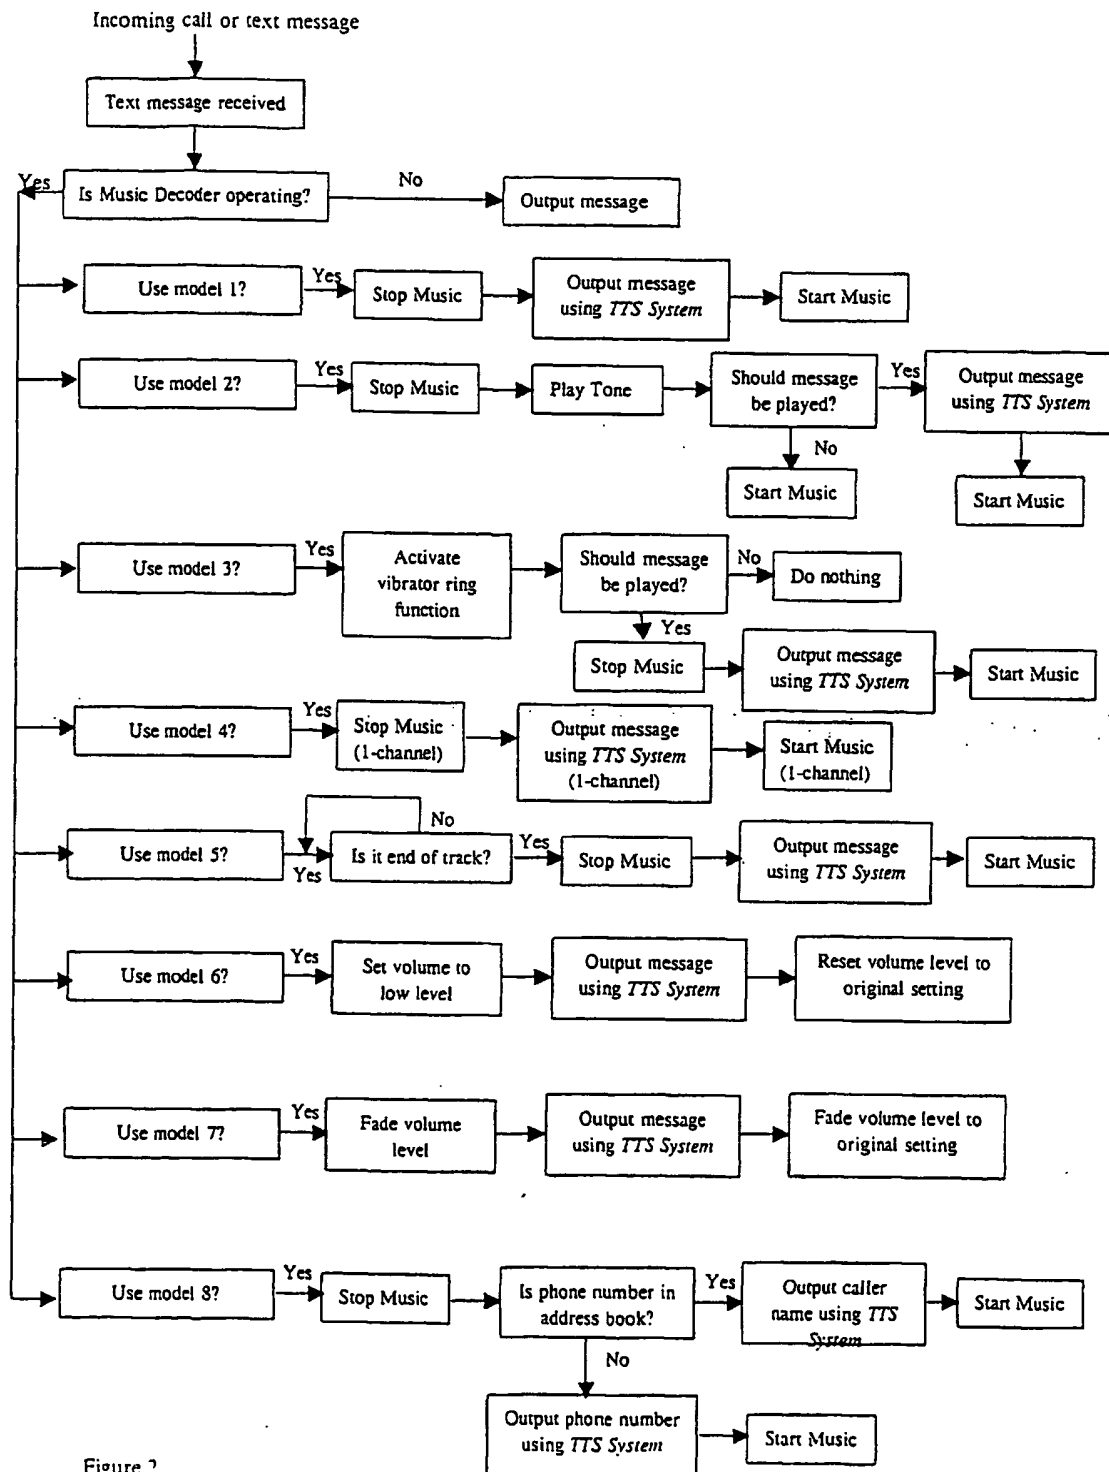 Incoming call or text message
Text message received
Yes
Is Music Decoder operating?
No
Output message
Use model 1?
Yes
Stop Music
Output message
using TTS System
Start Music
Use model 2?
Yes
Stop Music
Play Tone
Should message
be played?
Yes
Output message
using TTS System
No
Start Music
Start Music
Use model 3?
Yes
Activate
vibrator ring
function
Should message
be played?
No
Do nothing
Yes
Stop Music
Output message
using TTS System
Start Music
Use model 4?
Yes
Stop Music
(1-channel)
Output message
using TTS System
(1-channel)
Start Music
(1-channel)
Use model 5?
Yes
No
Is it end of track?
Yes
Stop Music
Output message
using TTS System
Start Music
Use model 6?
Yes
Set volume to
low level
Output message
using TTS System
Reset volume level to
original setting
Use model 7?
Yes
Fade volume
level
Output message
using TTS System
Fade volume level to
original setting
Use model 8?
Yes
Stop Music
Is phone number in
address book?
Yes
Output caller
name using TTS
System
Start Music
No
Output phone number
using TTS System
Start Music
Figure 2